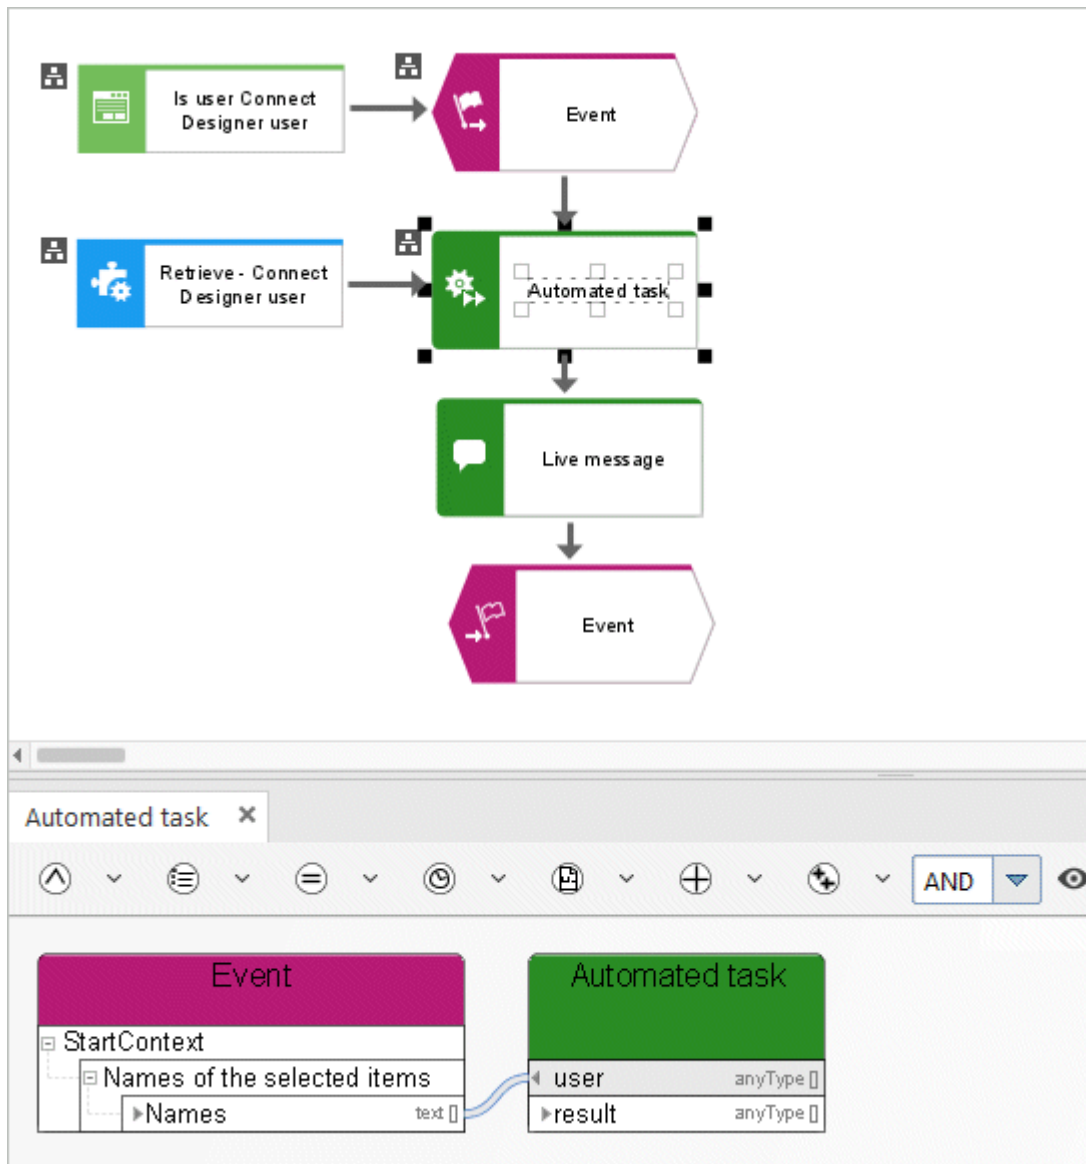 Is user Connect
Designer user
Event
Retrieve - Connect
Designer user
Automated task
Live message
Event
Automated task
AND
Event
Automated task
StartContext
Names of the selected items
user anyType []
Names text []
result anyType []